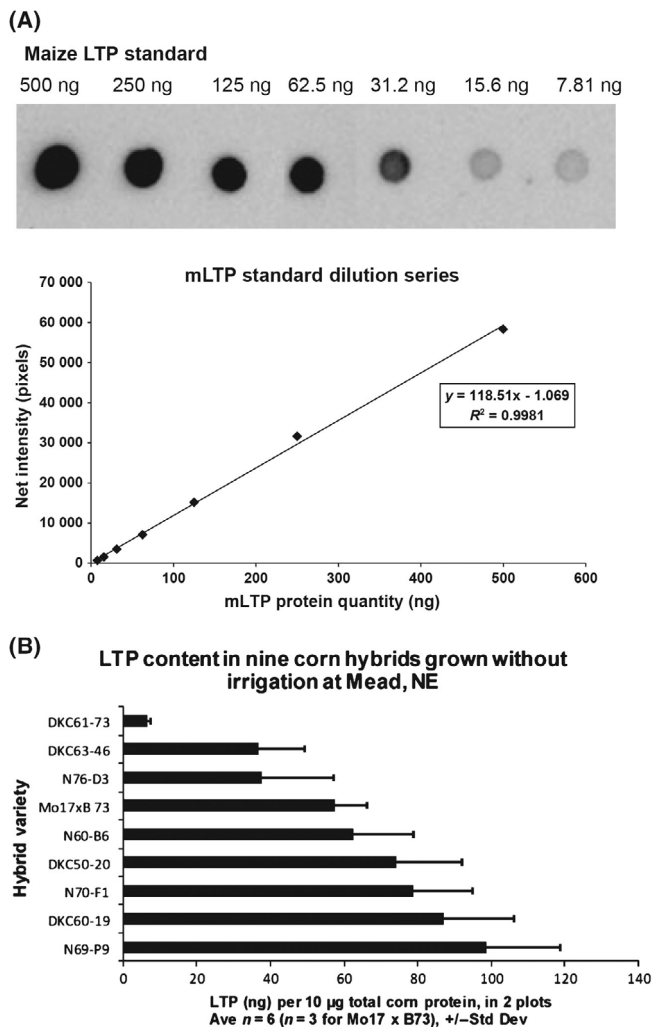 (A)
Maize LTP standard
500 ng 250 ng 125 ng 62.5 ng 31.2 ng 15.6 ng 7.81 ng
mLTP standard dilution series
Net intensity (pixels)
70 000
60 000
50 000
40 000
30 000
20 000
10 000
0
y = 118.51x - 1.069
R² = 0.9981
0 100 200 300 400 500 600
mLTP protein quantity (ng)
(B)
LTP content in nine corn hybrids grown without
irrigation at Mead, NE
Hybrid variety
DKC61-73
DKC63-46
N76-D3
Mo17xB 73
N60-B6
DKC50-20
N70-F1
DKC60-19
N69-P9
0 20 40 60 80 100 120 140
LTP (ng) per 10 µg total corn protein, in 2 plots
Ave n = 6 (n = 3 for Mo17 x B73), +/–Std Dev